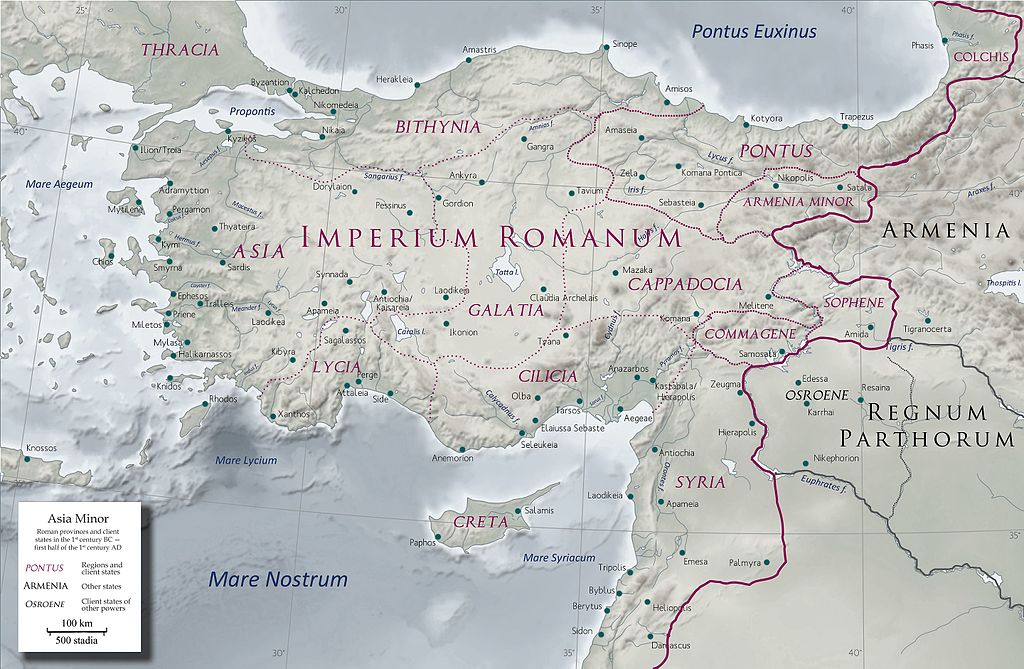 25°
30°
35°
40°
Pontus Euxinus
THRACIA
Sinope
Amastris
Phasis f.
Phasis
COLCHIS
Herakleia
Byzantion
Kalchedon
Nikomedeia
Propontis
Amisos
Kotyora
Trapezus
BITHYNIA
Amnias f.
Amaseia
40°
Kyzikos
Nikaia
Gangra
Lycus f.
PONTUS
Ilion/Troia
Aesepus f.
Zela
Komana Pontica
Sangarius f.
Ankyra
Mare Aegeum
Adramyttion
Dorylaion
Tavium
Iris f.
Nikopolis
Satala
40°
Araxes f.
Gordion
Sebasteia
ARMENIA MINOR
Mytilene
Pergamon
Macestus f.
Pessinus
Thyateira
ARMENIA
Kymi
Hermus f.
ASIA
IMPERIUM ROMANUM
Halys f.
Chios
Smyrna
Sardis
Synnada
Tatta l.
Mazaka
CAPPADOCIA
Thospitis l.
Ephesos
Tralleis
Priene
Meander f.
Apameia
Antiochia/
Kaisareia
Laodikeia
Claudia Archelais
Melitene
SOPHENE
GALATIA
Miletos
Laodikea
Caralis l.
Ikonion
Komana
Tigranocerta
Mylasa
Sagalassos
Tyana
Cydnus f.
COMMAGENE
Amida
Halikarnassos
Kibyra
Samosata
Tigris f.
LYCIA
Perge
CILICIA
Anazarbos
Pyramus f.
Knidos
Attaleia
Side
Olba
Kastabala/
Hierapolis
Zeugma
Edessa
Resaina
OSROENE
Rhodos
Xanthos
Calycadnus f.
Tarsos
Sarus f.
Aegeae
Karrhai
REGNUM
PARTHORUM
Elaiussa Sebaste
Seleukeia
Hierapolis
Knossos
Mare Lycium
Anemorion
Antiochia
Nikephorion
Orontes f.
SYRIA
Euphrates f.
Laodikeia
Apameia
Salamis
CRETA
Paphos
35°
Mare Syriacum
Emesa
Palmyra
Mare Nostrum
Tripolis
Byblus
Berytus
Heliopolis
Sidon
Damascus
30°
35°
40°
Asia Minor
Roman provinces and client
states in the 1st century BC —
first half of the 1st century AD
PONTUS
Regions and
client states
ARMENIA
Other states
OSROENE
Client states of
other powers
100 km
500 stadia